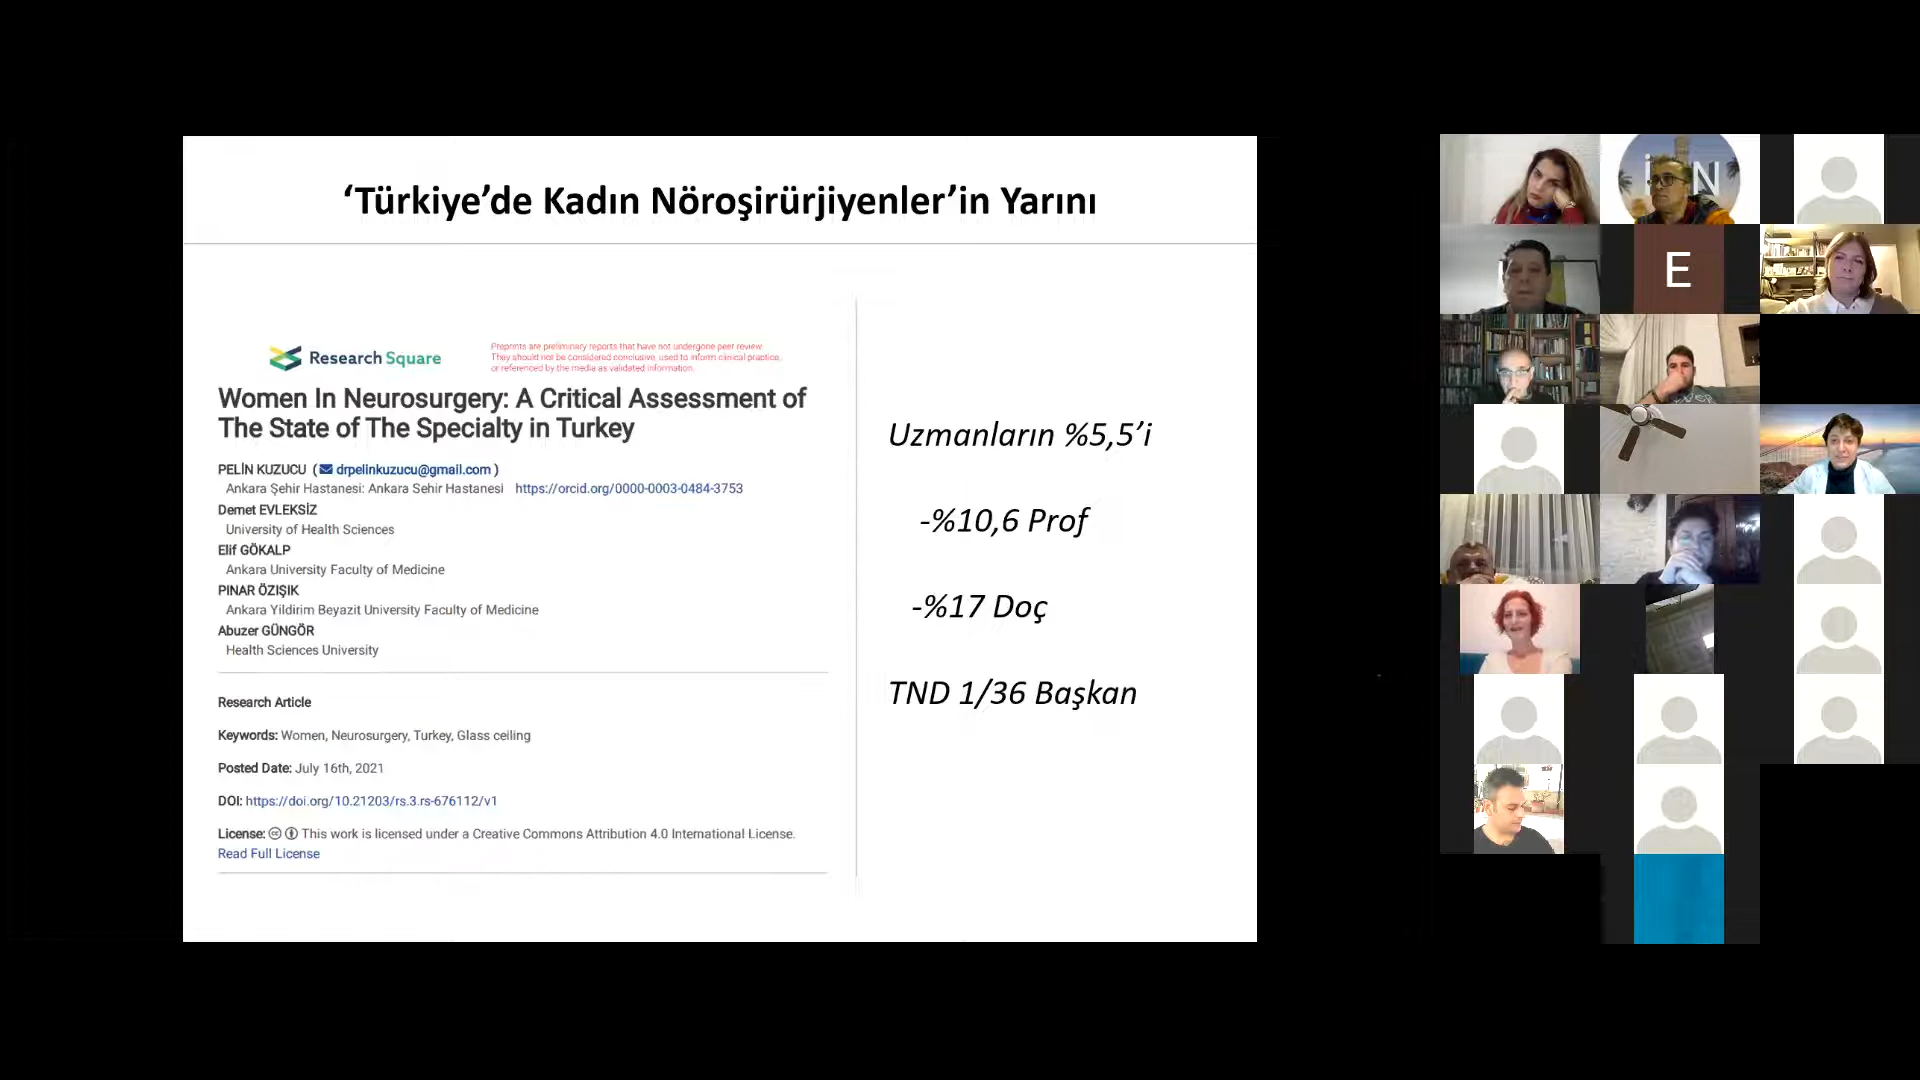 ‘Türkiye’de Kadın Nöroşirürjiyenler’in Yarını
Research Square
Preprints are preliminary reports that have not undergone peer review.
They should not be considered conclusive, used to inform clinical practice,
or referenced by the media as validated information.
Women In Neurosurgery: A Critical Assessment of
The State of The Specialty in Turkey
PELİN KUZUCU ( drpelinkuzucu@gmail.com )
Ankara Şehir Hastanesi: Ankara Sehir Hastanesi https://orcid.org/0000-0003-0484-3753
Demet EVLEKSİZ
University of Health Sciences
Elif GÖKALP
Ankara University Faculty of Medicine
PINAR ÖZIŞIK
Ankara Yildirim Beyazit University Faculty of Medicine
Abuzer GÜNGÖR
Health Sciences University
Research Article
Keywords: Women, Neurosurgery, Turkey, Glass ceiling
Posted Date: July 16th, 2021
DOI: https://doi.org/10.21203/rs.3.rs-676112/v1
License: This work is licensed under a Creative Commons Attribution 4.0 International License.
Read Full License
Uzmanların %5,5’i
-%10,6 Prof
-%17 Doç
TND 1/36 Başkan
İ N
E